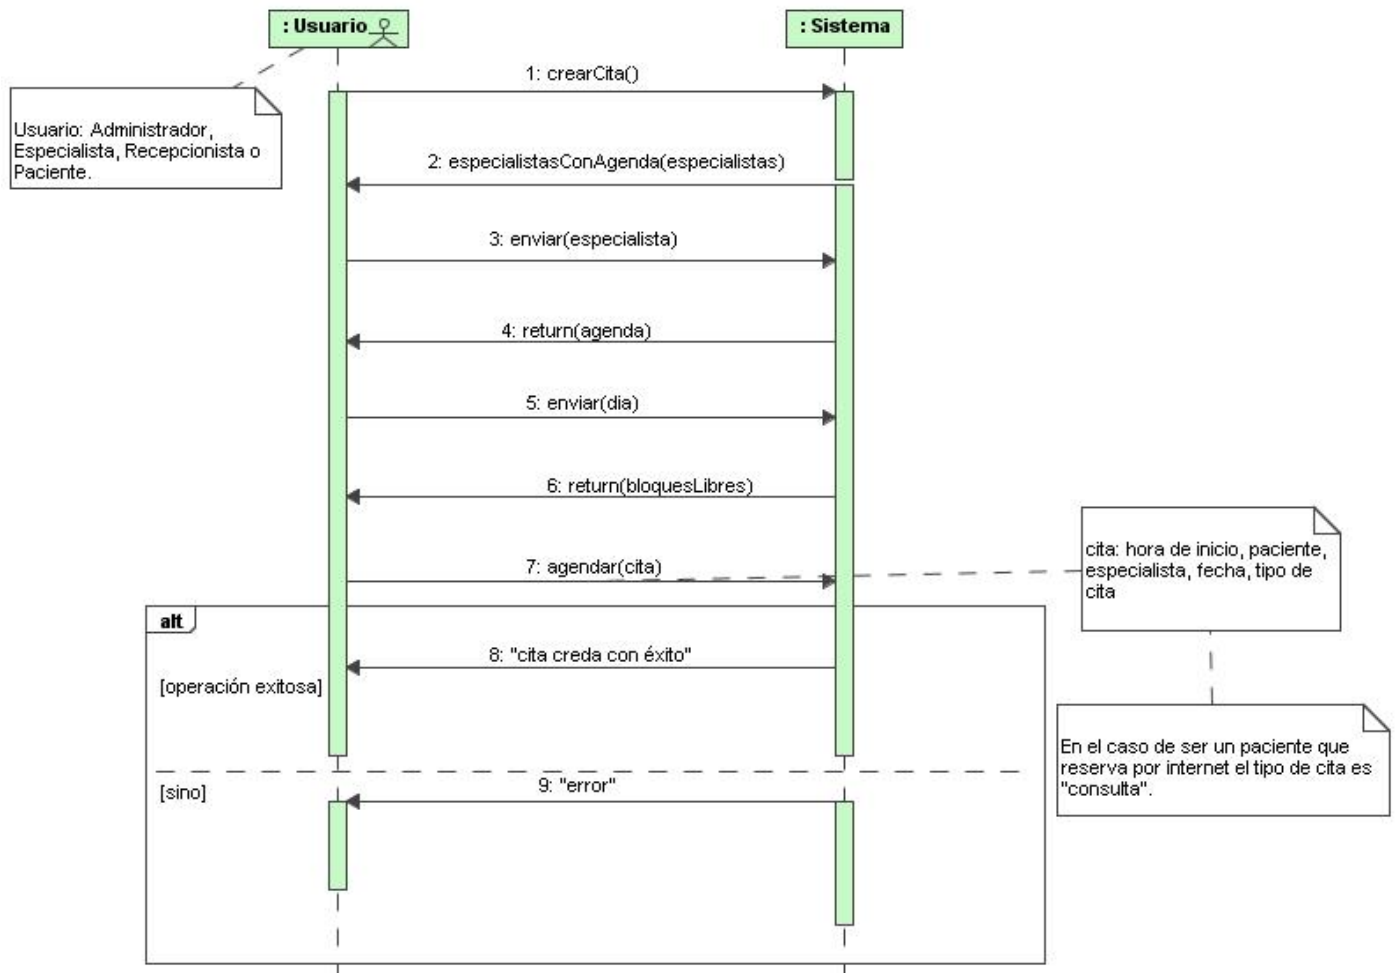 : Usuario
: Sistema
1: crearCita()
Usuario: Administrador,
Especialista, Recepcionista o
Paciente.
2: especialistasConAgenda(especialistas)
3: enviar(especialista)
4: return(agenda)
5: enviar(dia)
6: return(bloquesLibres)
7: agendar(cita)
cita: hora de inicio, paciente,
especialista, fecha, tipo de
cita
alt
8: "cita creda con éxito"
[operación exitosa]
En el caso de ser un paciente que
reserva por internet el tipo de cita es
"consulta".
9: "error"
[sino]